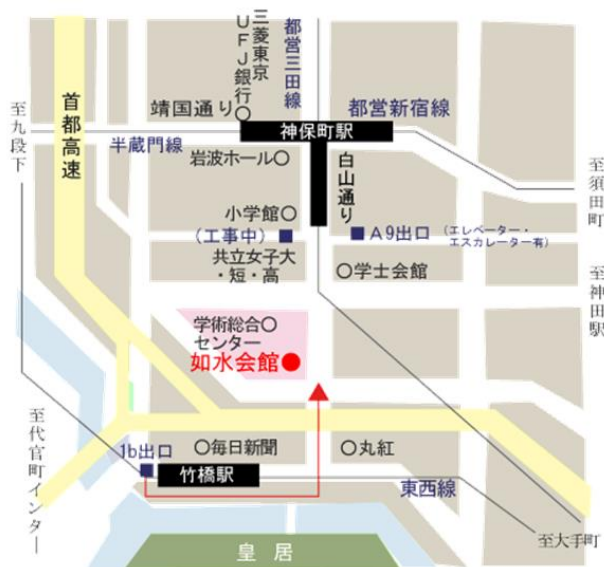 三菱東京
UFJ銀行○
都営三田線
首都高速
靖国通り
至九段下
半蔵門線
神保町駅
都営新宿線
岩波ホール○
白山通り
至須田町
小学館○
(工事中)■
■A9出口
(エレベーター・
エスカレーター有)
共立女子大
・短・高
○学士会館
至神田駅
学術総合○
センター
如水会館●
至代官町インター
1b出口
○毎日新聞
○丸紅
竹橋駅
東西線
皇居
至大手町